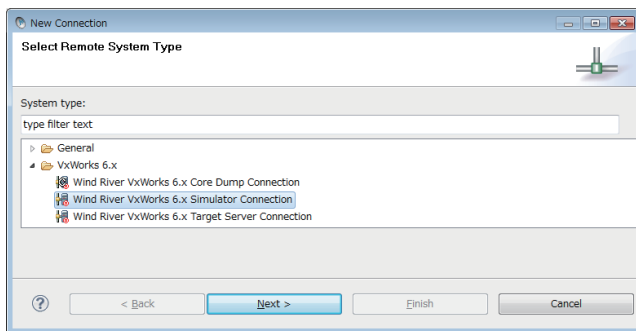 New Connection
Select Remote System Type
System type:
type filter text
General
VxWorks 6.x
Wind River VxWorks 6.x Core Dump Connection
Wind River VxWorks 6.x Simulator Connection
Wind River VxWorks 6.x Target Server Connection
? < Back Next > Finish Cancel